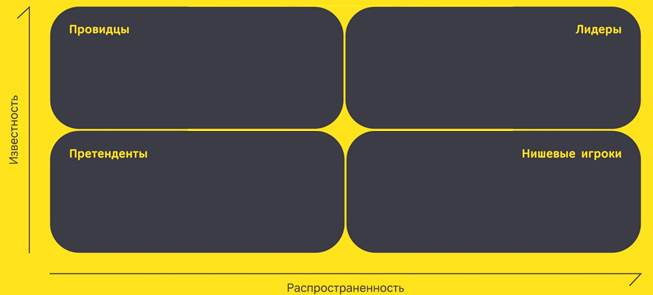 Провидцы
Лидеры
Известность
Претенденты
Нишевые игроки
Распространенность